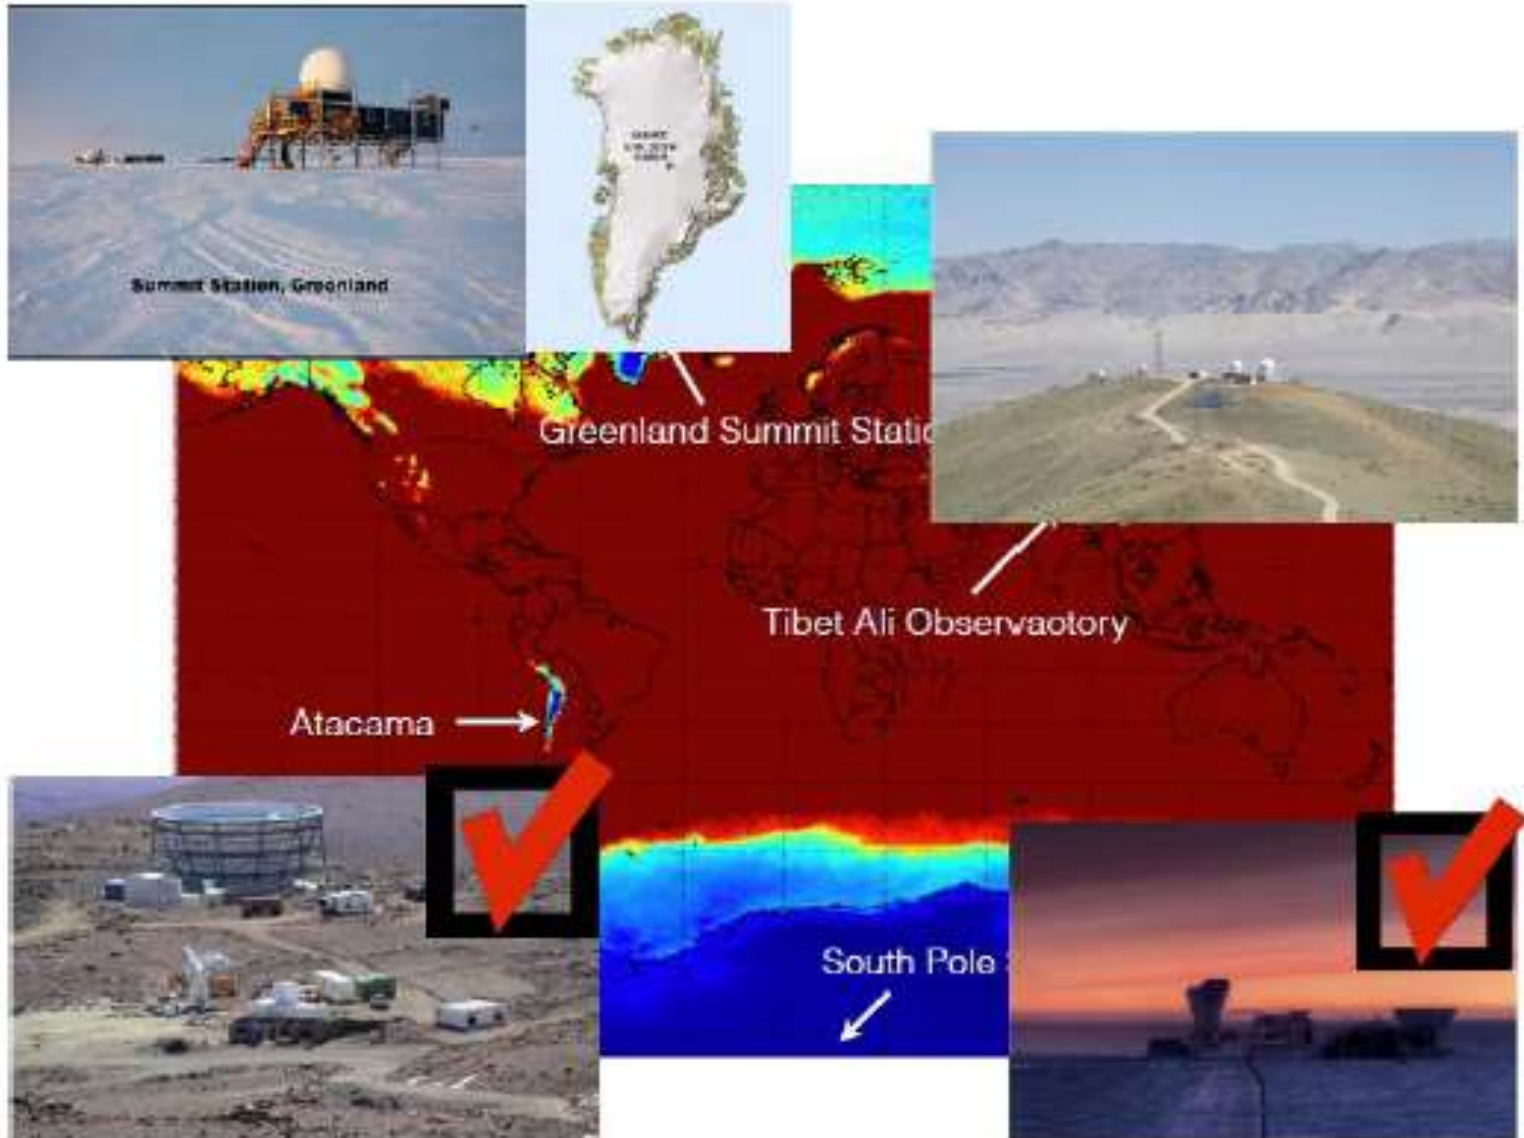 Summit Station, Greenland
Greenland Summit Static
Tibet Ali Observaotory
Atacama
South Pole